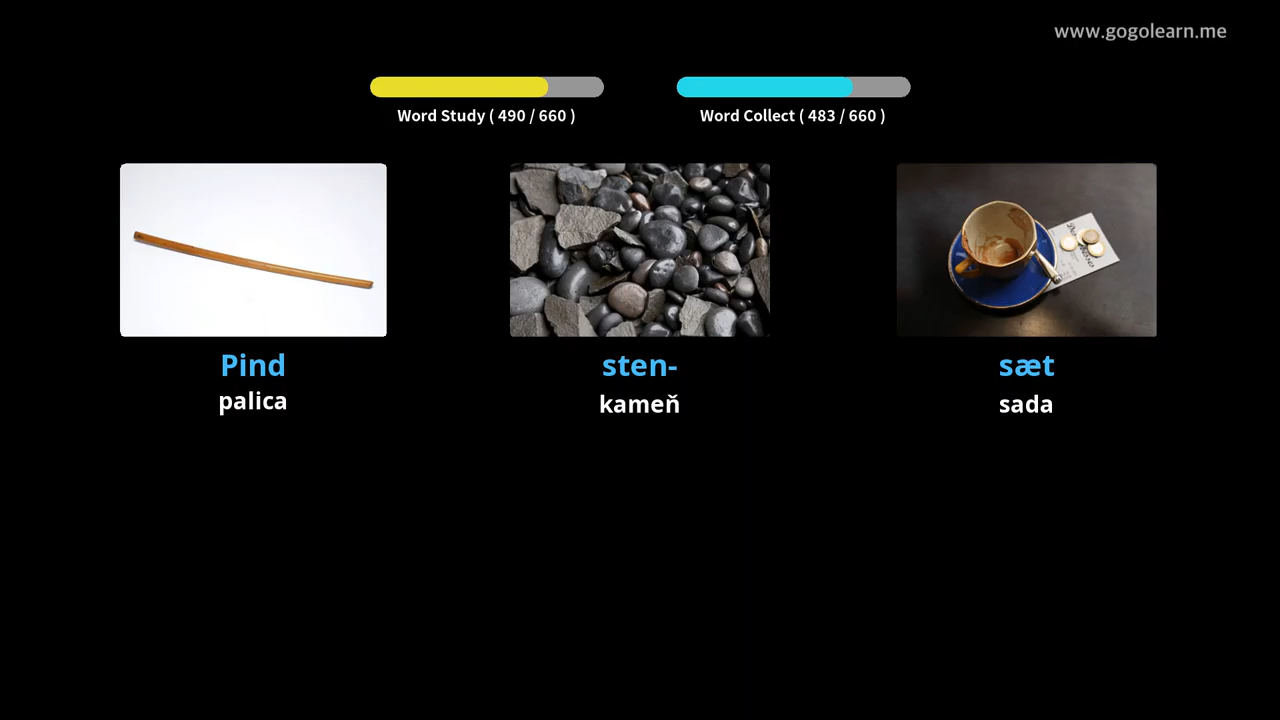 www.gogolearn.me
Word Study ( 490 / 660 )
Word Collect ( 483 / 660 )
Pind
palica
sten-
kameň
sæt
sada